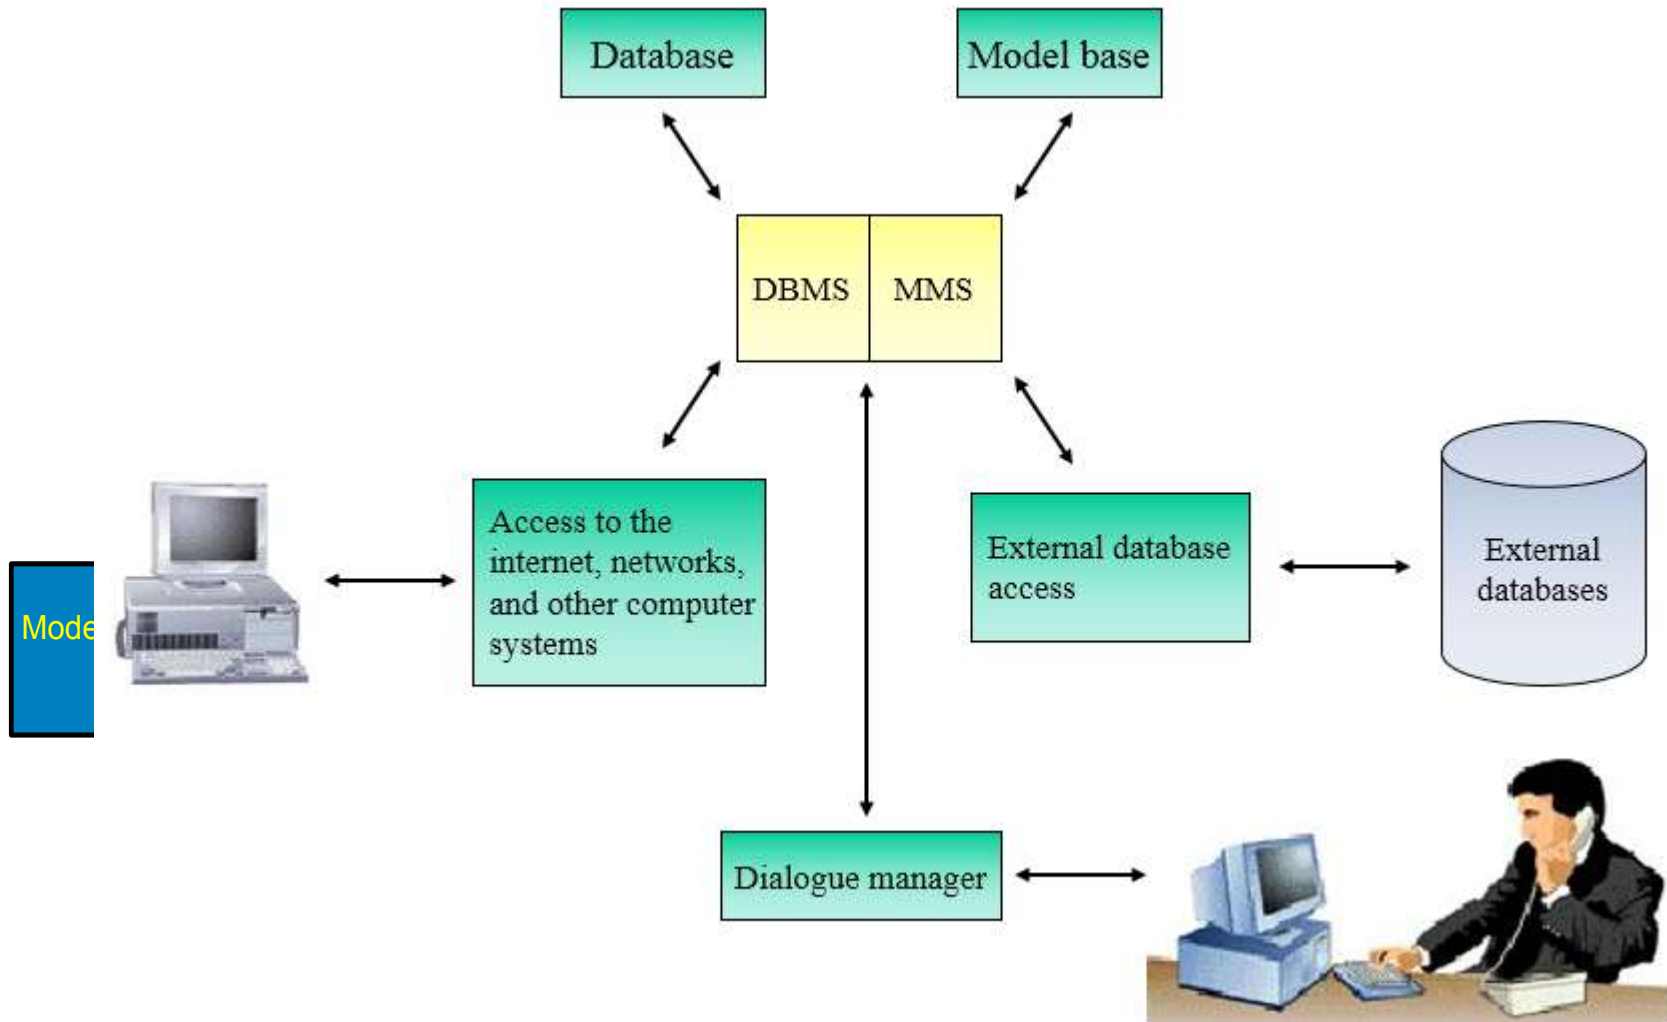 Database
Model base
DBMS
MMS
Access to the
internet, networks,
and other computer
systems
External database
access
External
databases
Mode
Dialogue manager